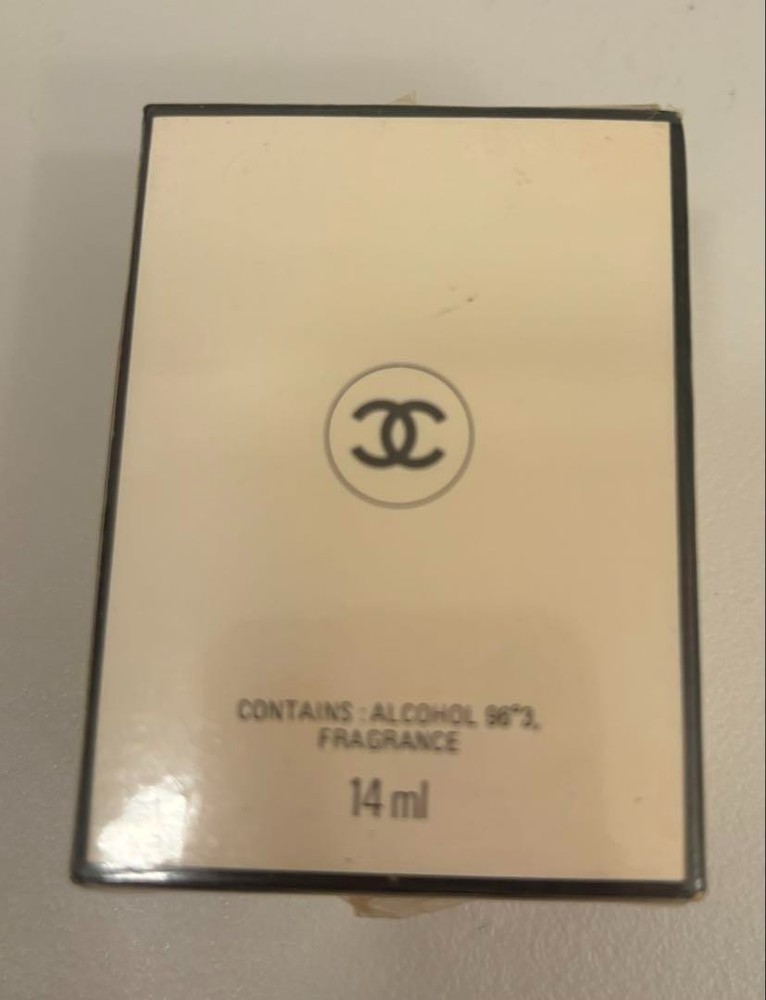 CONTAINS : ALCOHOL 96°3,
FRAGRANCE
14 ml